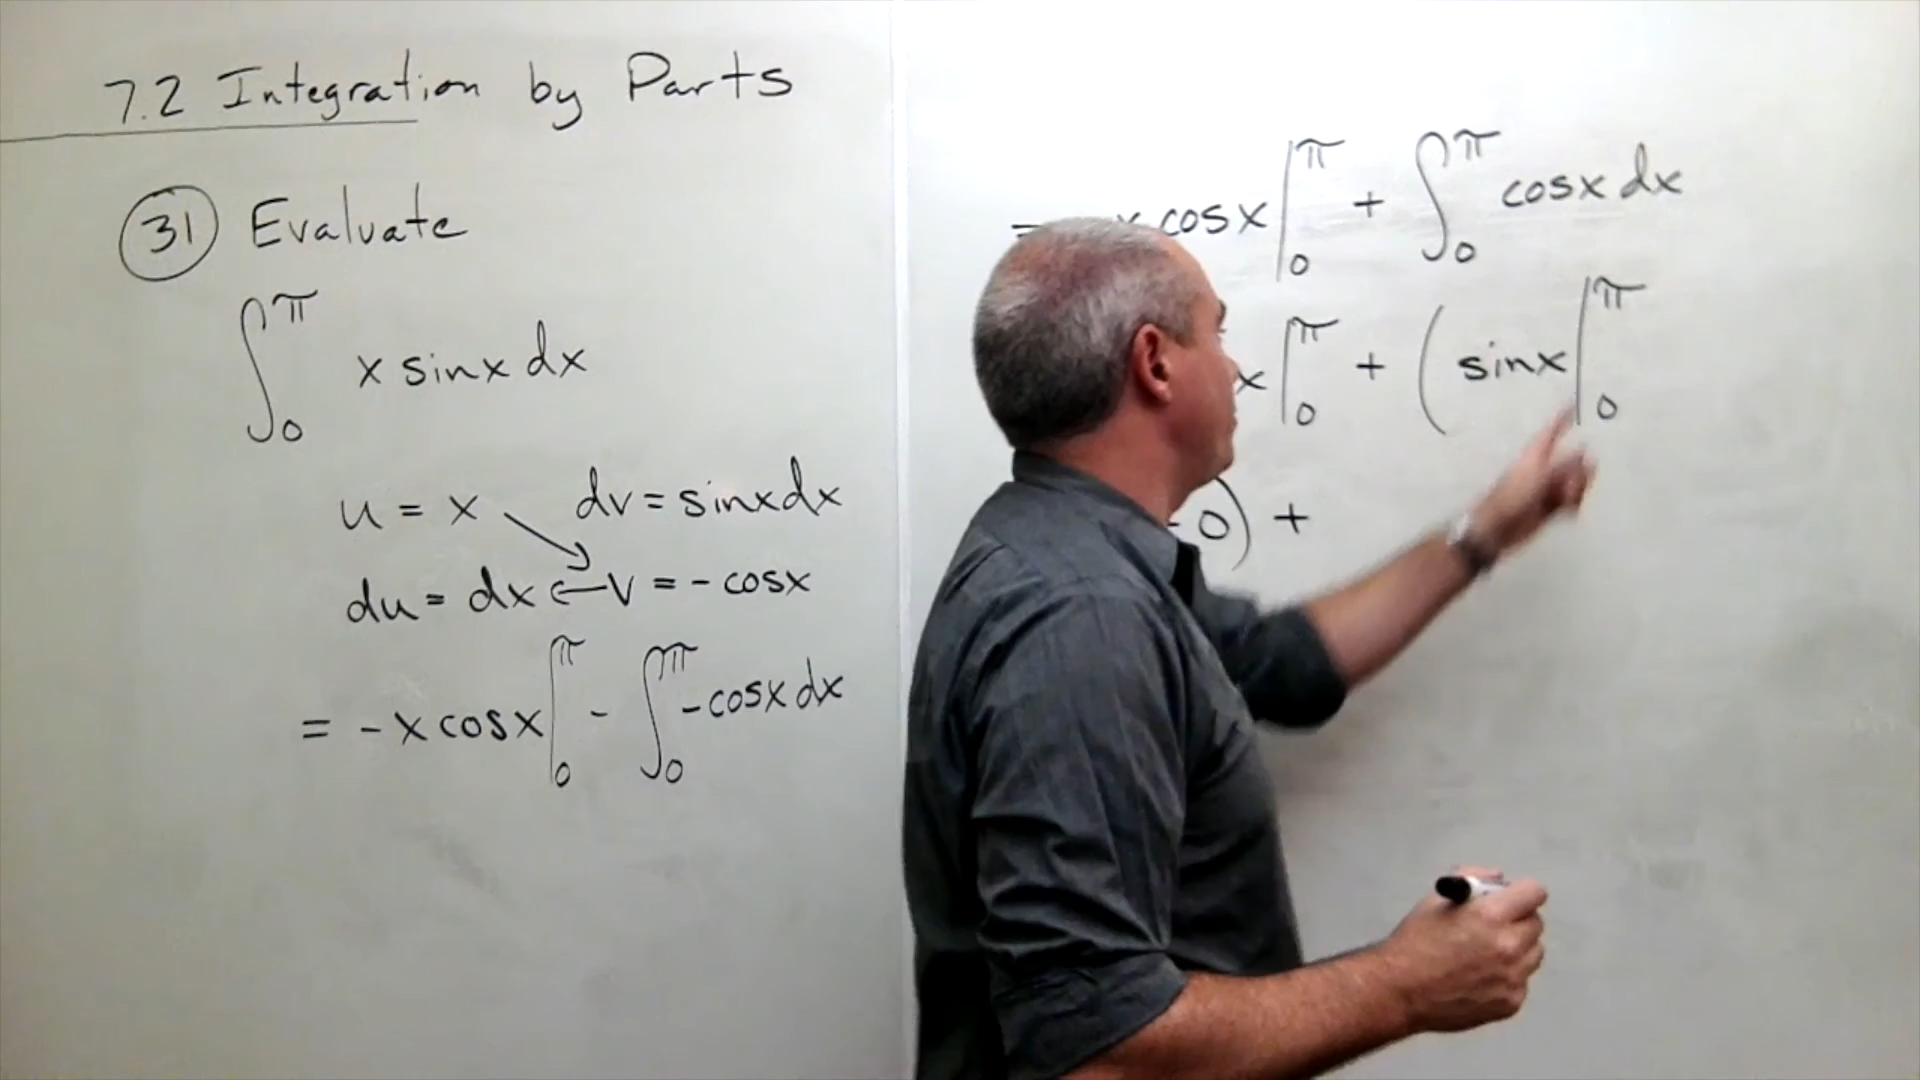 7.2 Integration by Parts
31 Evaluate
∫₀^π x sinx dx
u = x dv = sinxdx
du = dx v = - cosx
= - x cosx |₀^π - ∫₀^π - cosx dx
= x cosx |₀^π + ∫₀^π cosx dx
x |₀^π + ( sinx |₀^π
- 0) +